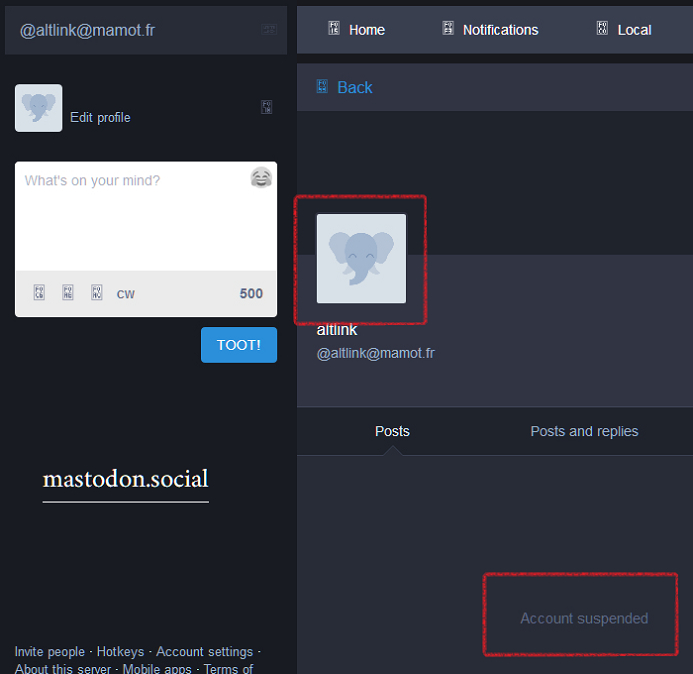 @altlink@mamot.fr
Edit profile
What's on your mind?
CW
500
TOOT!
mastodon.social
Invite people · Hotkeys · Account settings ·
About this server · Mobile apps · Terms of
Home
Notifications
Local
Back
altlink
@altlink@mamot.fr
Posts
Posts and replies
Account suspended